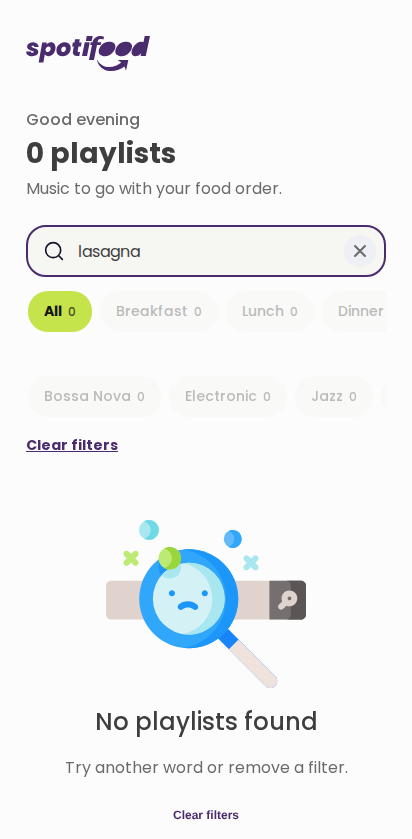 spotifood
Good evening
0 playlists
Music to go with your food order.
lasagna
All 0 Breakfast 0 Lunch 0 Dinner
Bossa Nova 0 Electronic 0 Jazz 0
Clear filters
No playlists found
Try another word or remove a filter.
Clear filters